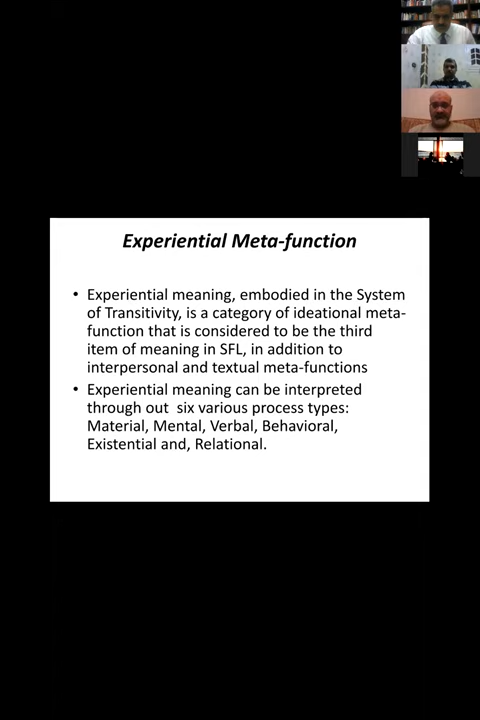 Experiential Meta-function
• Experiential meaning, embodied in the System
of Transitivity, is a category of ideational meta-
function that is considered to be the third
item of meaning in SFL, in addition to
interpersonal and textual meta-functions
• Experiential meaning can be interpreted
through out  six various process types:
Material, Mental, Verbal, Behavioral,
Existential and, Relational.